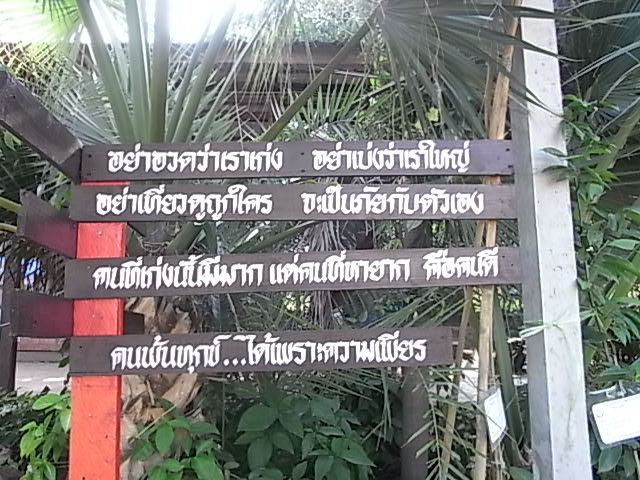 อย่าอวดว่าเราเก่ง อย่าเบ่งว่าเราใหญ่
อย่าเที่ยวดูถูกใคร จะเป็นภัยกับตัวเอง
คนที่เก่งนั้นมีมาก แต่คนที่หายาก คือคนดี
คนพ้นทุกข์...ได้เพราะความเพียร